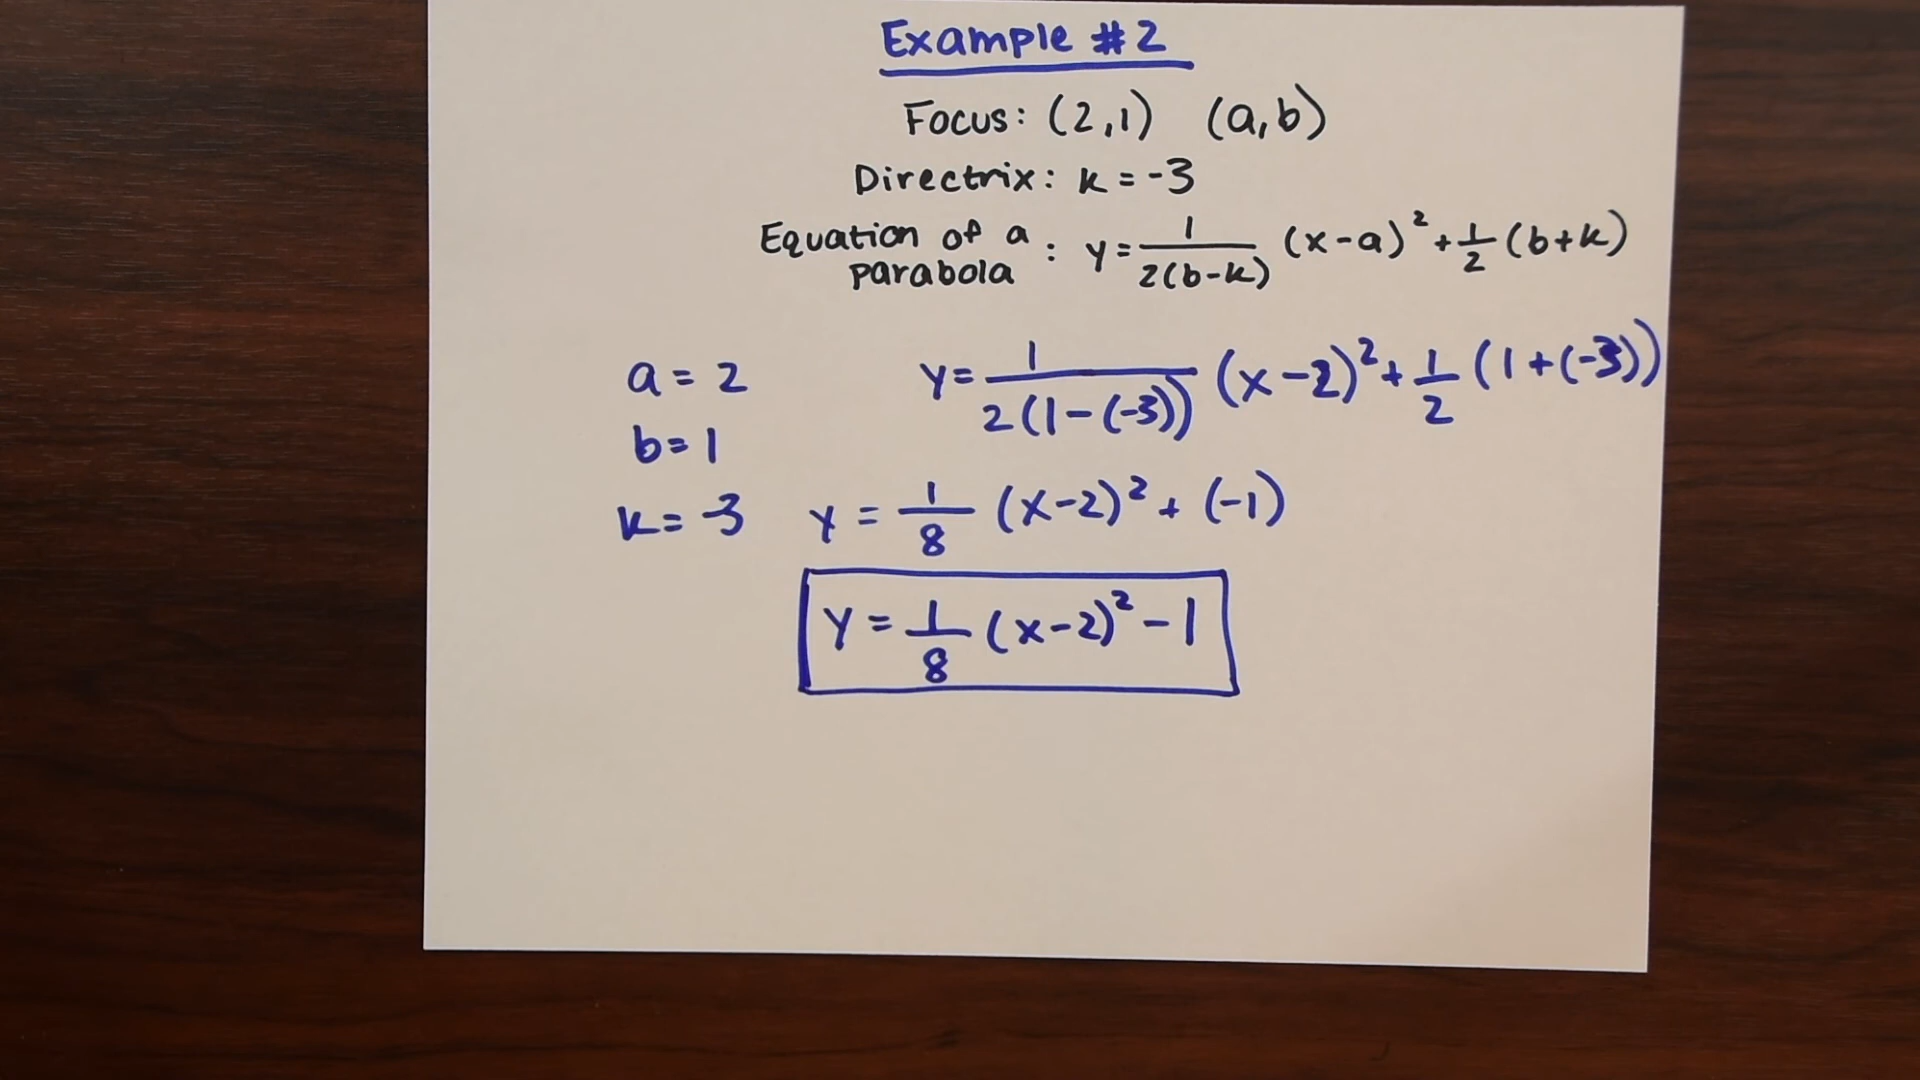 Example #2
Focus: (2,1) (a,b)
Directrix: k = -3
Equation of a parabola: y = 1/2(b-k) (x-a)² + 1/2 (b+k)
a = 2
b = 1
k = -3
y = 1/2(1-(-3)) (x-2)² + 1/2 (1+(-3))
y = 1/8 (x-2)² + (-1)
y = 1/8 (x-2)² - 1